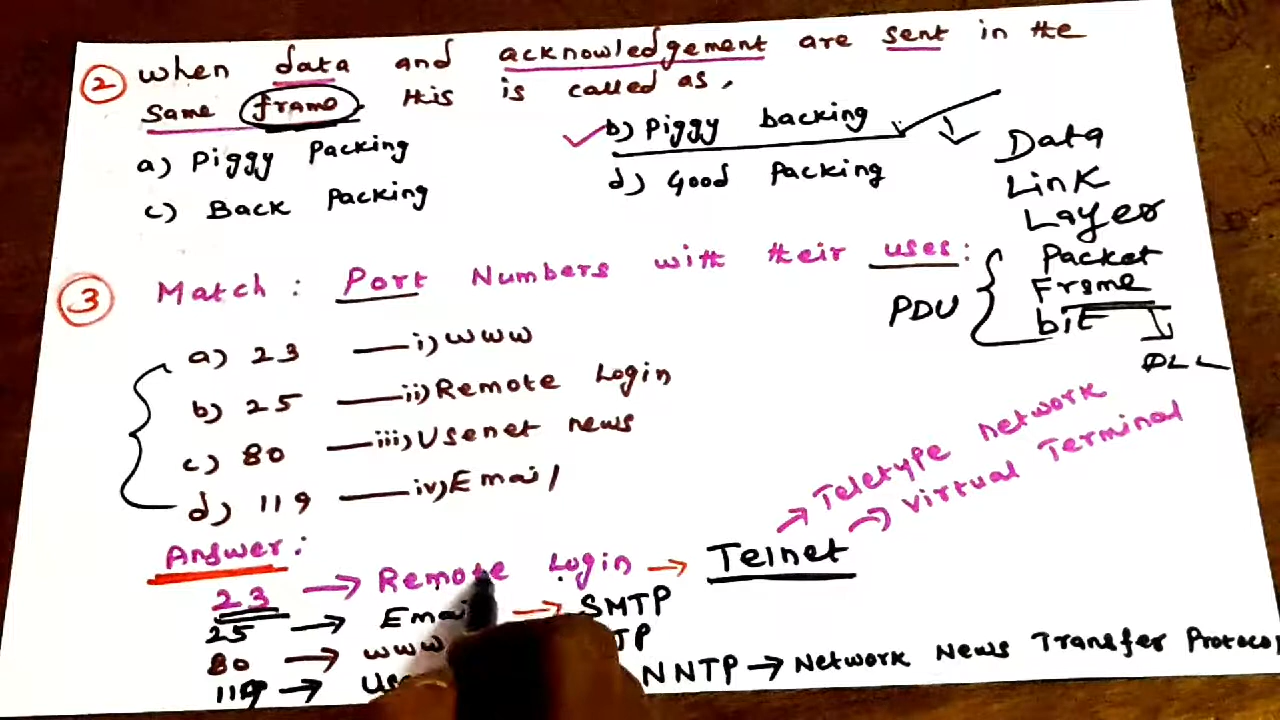 2 When data and acknowledgement are sent in the
same frame, this is called as,
a) Piggy Packing
b) Piggy backing
c) Back Packing
d) Good Packing
Data
Link
Layer
Packet
Frame
bit
PDU
DLL
3 Match: Port Numbers with their uses:
a) 23 — i) www
b) 25 — ii) Remote Login
c) 80 — iii) Usenet news
d) 119 — iv) Email
Answer:
23 → Remote Login → Telnet
→ Teletype Network
→ Virtual Terminal
25 → Email → SMTP
80 → www
119 → NNTP → Network News Transfer Protocol